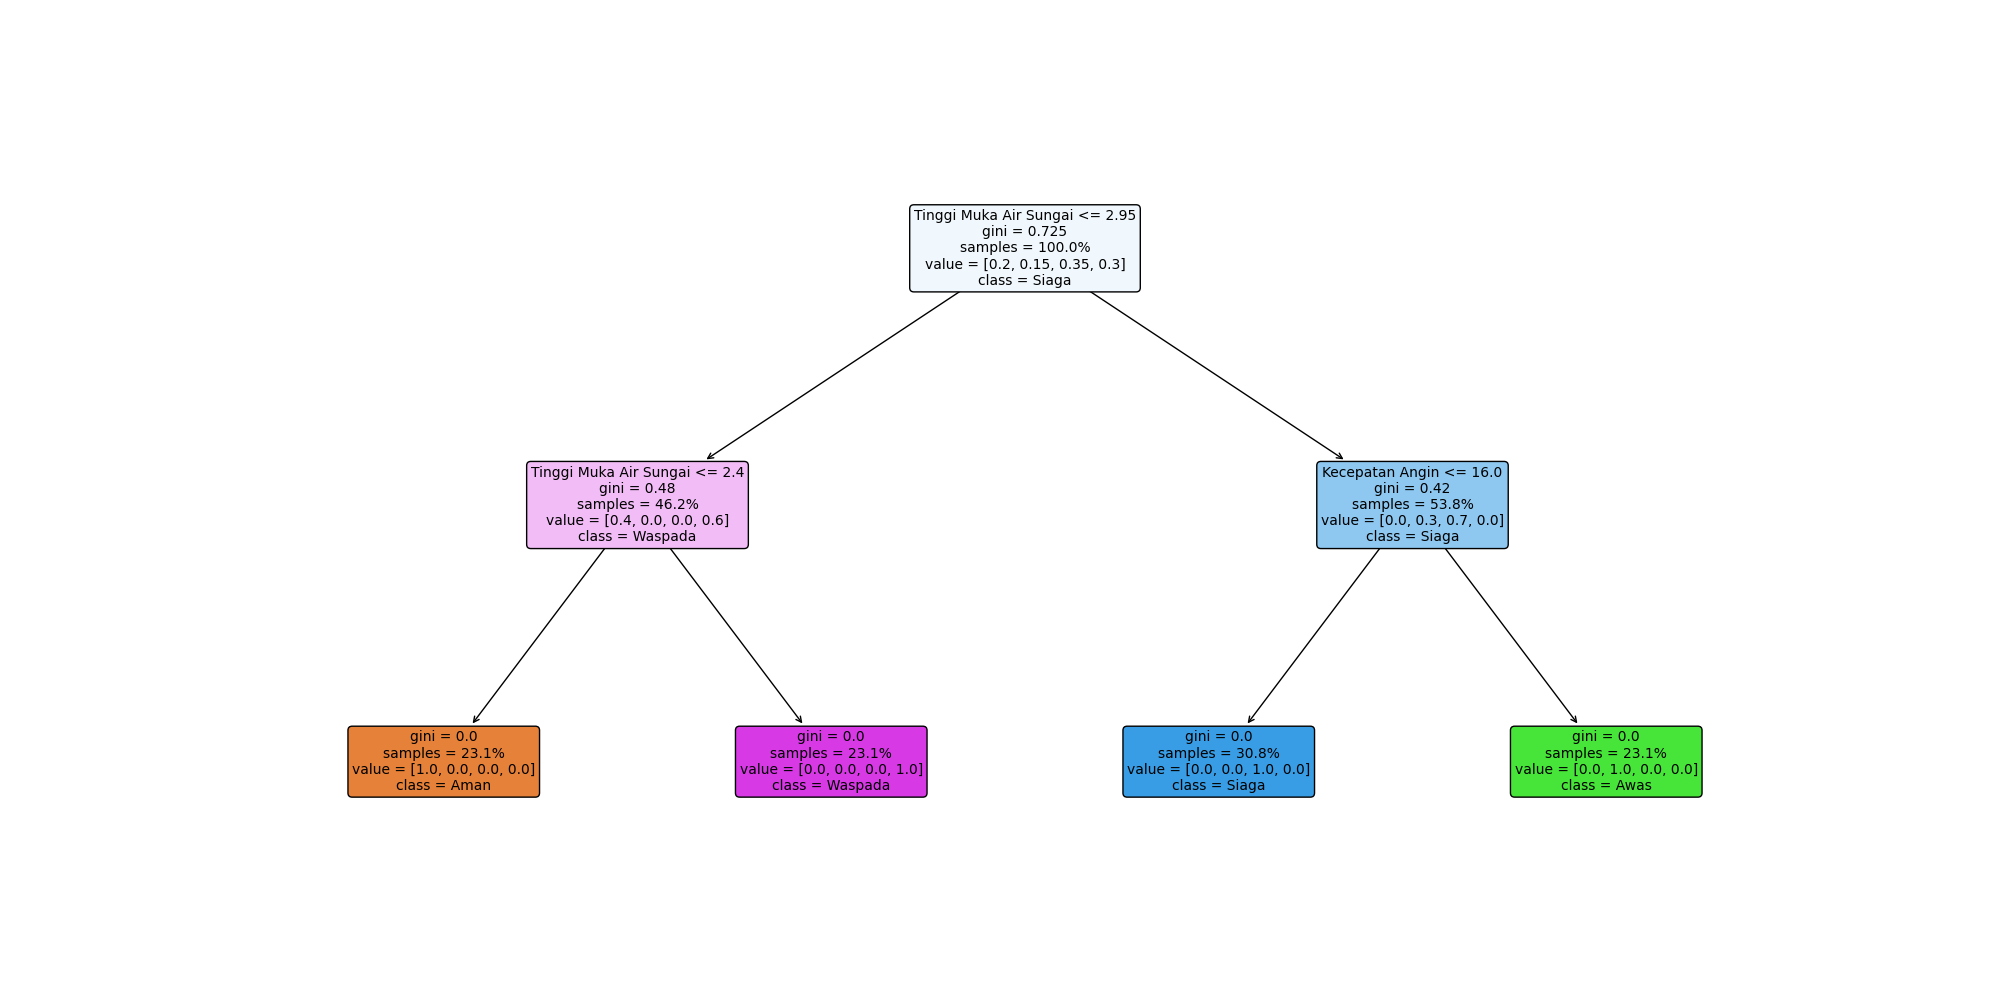 Tinggi Muka Air Sungai <= 2.95
gini = 0.725
samples = 100.0%
value = [0.2, 0.15, 0.35, 0.3]
class = Siaga
Tinggi Muka Air Sungai <= 2.4
gini = 0.48
samples = 46.2%
value = [0.4, 0.0, 0.0, 0.6]
class = Waspada
Kecepatan Angin <= 16.0
gini = 0.42
samples = 53.8%
value = [0.0, 0.3, 0.7, 0.0]
class = Siaga
gini = 0.0
samples = 23.1%
value = [1.0, 0.0, 0.0, 0.0]
class = Aman
gini = 0.0
samples = 23.1%
value = [0.0, 0.0, 0.0, 1.0]
class = Waspada
gini = 0.0
samples = 30.8%
value = [0.0, 0.0, 1.0, 0.0]
class = Siaga
gini = 0.0
samples = 23.1%
value = [0.0, 1.0, 0.0, 0.0]
class = Awas